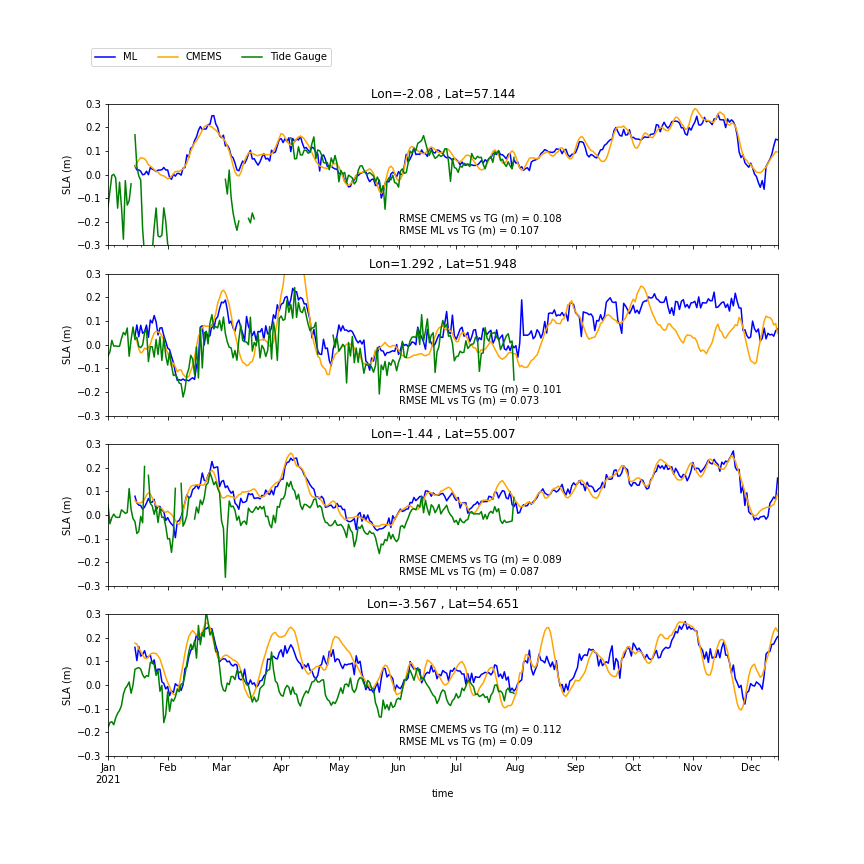 ML CMEMS Tide Gauge
Lon=-2.08 , Lat=57.144
0.3
0.2
0.1
0.0
−0.1
−0.2
−0.3
SLA (m)
RMSE CMEMS vs TG (m) = 0.108
RMSE ML vs TG (m) = 0.107
Lon=1.292 , Lat=51.948
0.3
0.2
0.1
0.0
−0.1
−0.2
−0.3
SLA (m)
RMSE CMEMS vs TG (m) = 0.101
RMSE ML vs TG (m) = 0.073
Lon=-1.44 , Lat=55.007
0.3
0.2
0.1
0.0
−0.1
−0.2
−0.3
SLA (m)
RMSE CMEMS vs TG (m) = 0.089
RMSE ML vs TG (m) = 0.087
Lon=-3.567 , Lat=54.651
0.3
0.2
0.1
0.0
−0.1
−0.2
−0.3
SLA (m)
RMSE CMEMS vs TG (m) = 0.112
RMSE ML vs TG (m) = 0.09
Jan Feb Mar Apr May Jun Jul Aug Sep Oct Nov Dec
2021
time